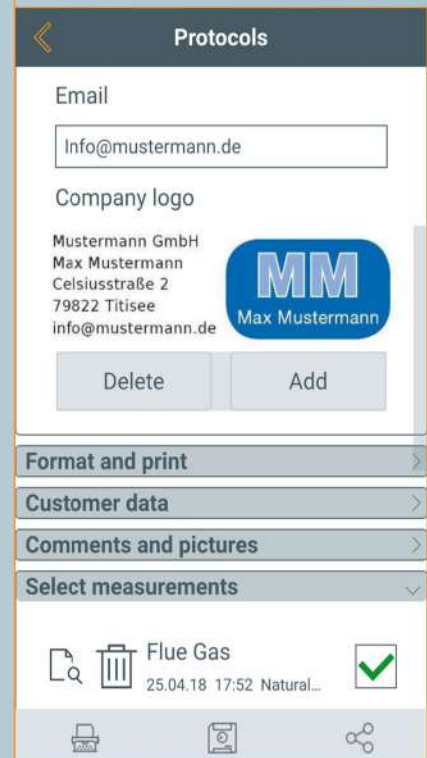 Protocols
Email
Info@mustermann.de
Company logo
Mustermann GmbH
Max Mustermann
Celsiusstraße 2
79822 Titisee
info@mustermann.de
MM
Max Mustermann
Delete
Add
Format and print
Customer data
Comments and pictures
Select measurements
Flue Gas
25.04.18 17:52 Natural...